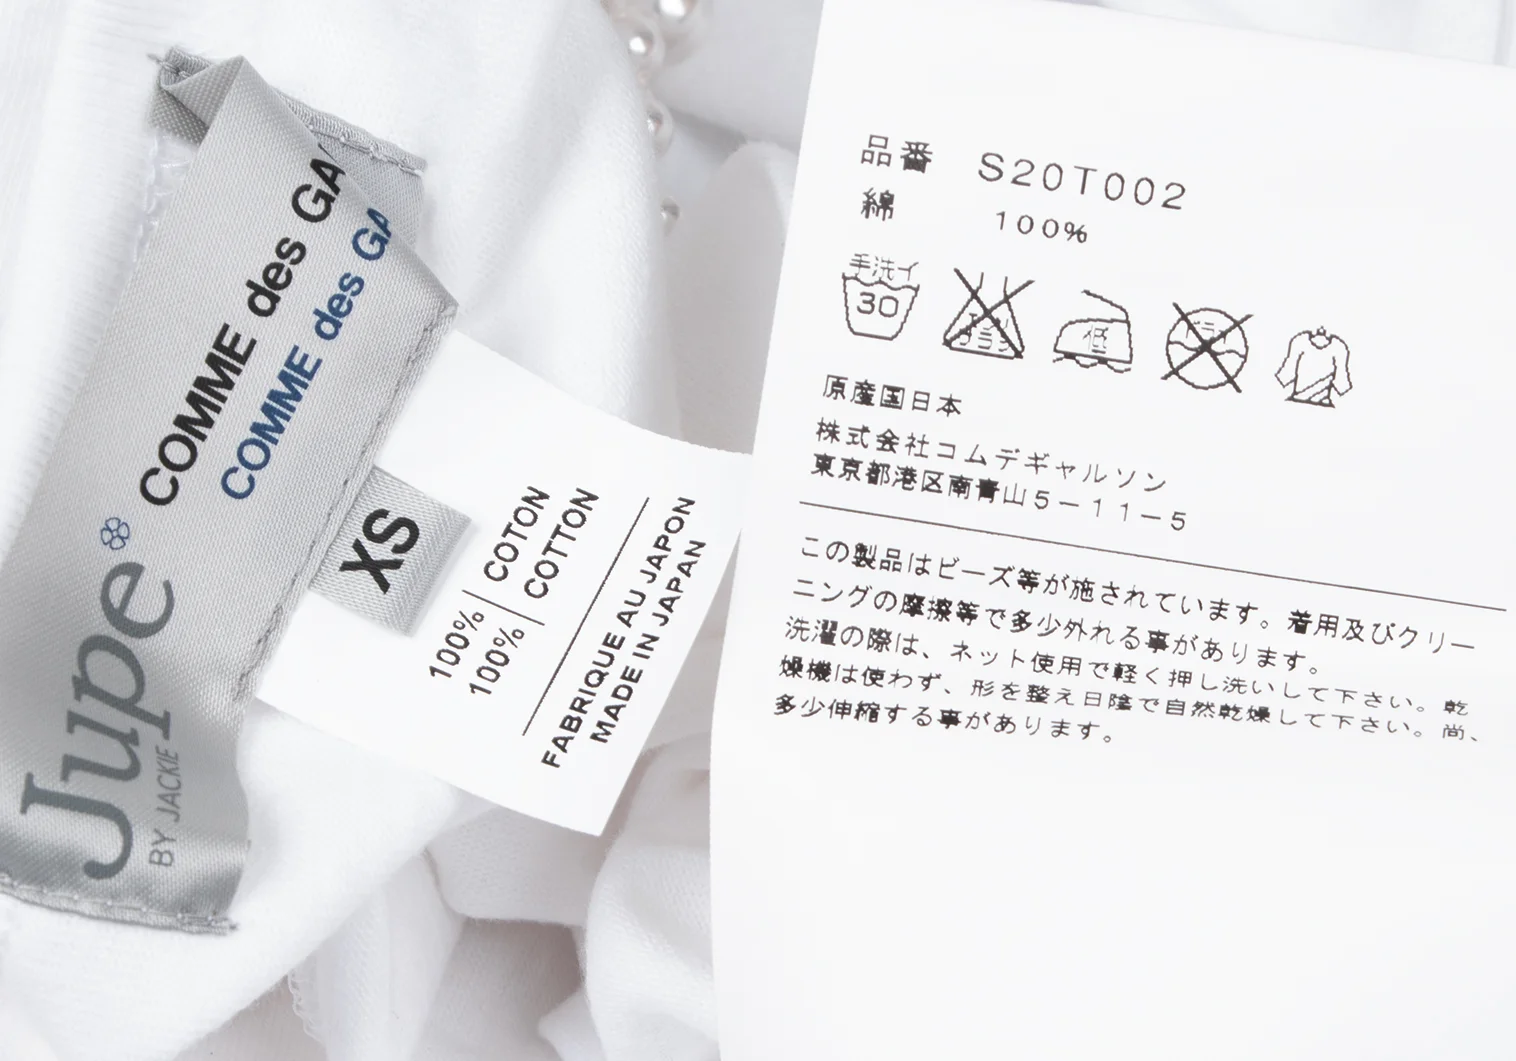 COMME des GA
COMME des GA
Jupe
BY JACKIE
XS
100% COTON
100% COTTON
FABRIQUE AU JAPON
MADE IN JAPAN
品番 S20T002
綿 100%
手洗イ
30
低
ドライ
原産国日本
株式会社コムデギャルソン
東京都港区南青山5-11-5
この製品はビーズ等が施されています。着用及びクリー
ニングの摩擦等で多少外れる事があります。
洗濯の際は、ネット使用で軽く押し洗いして下さい。乾
燥機は使わず、形を整え日陰で自然乾燥して下さい。尚、
多少伸縮する事があります。